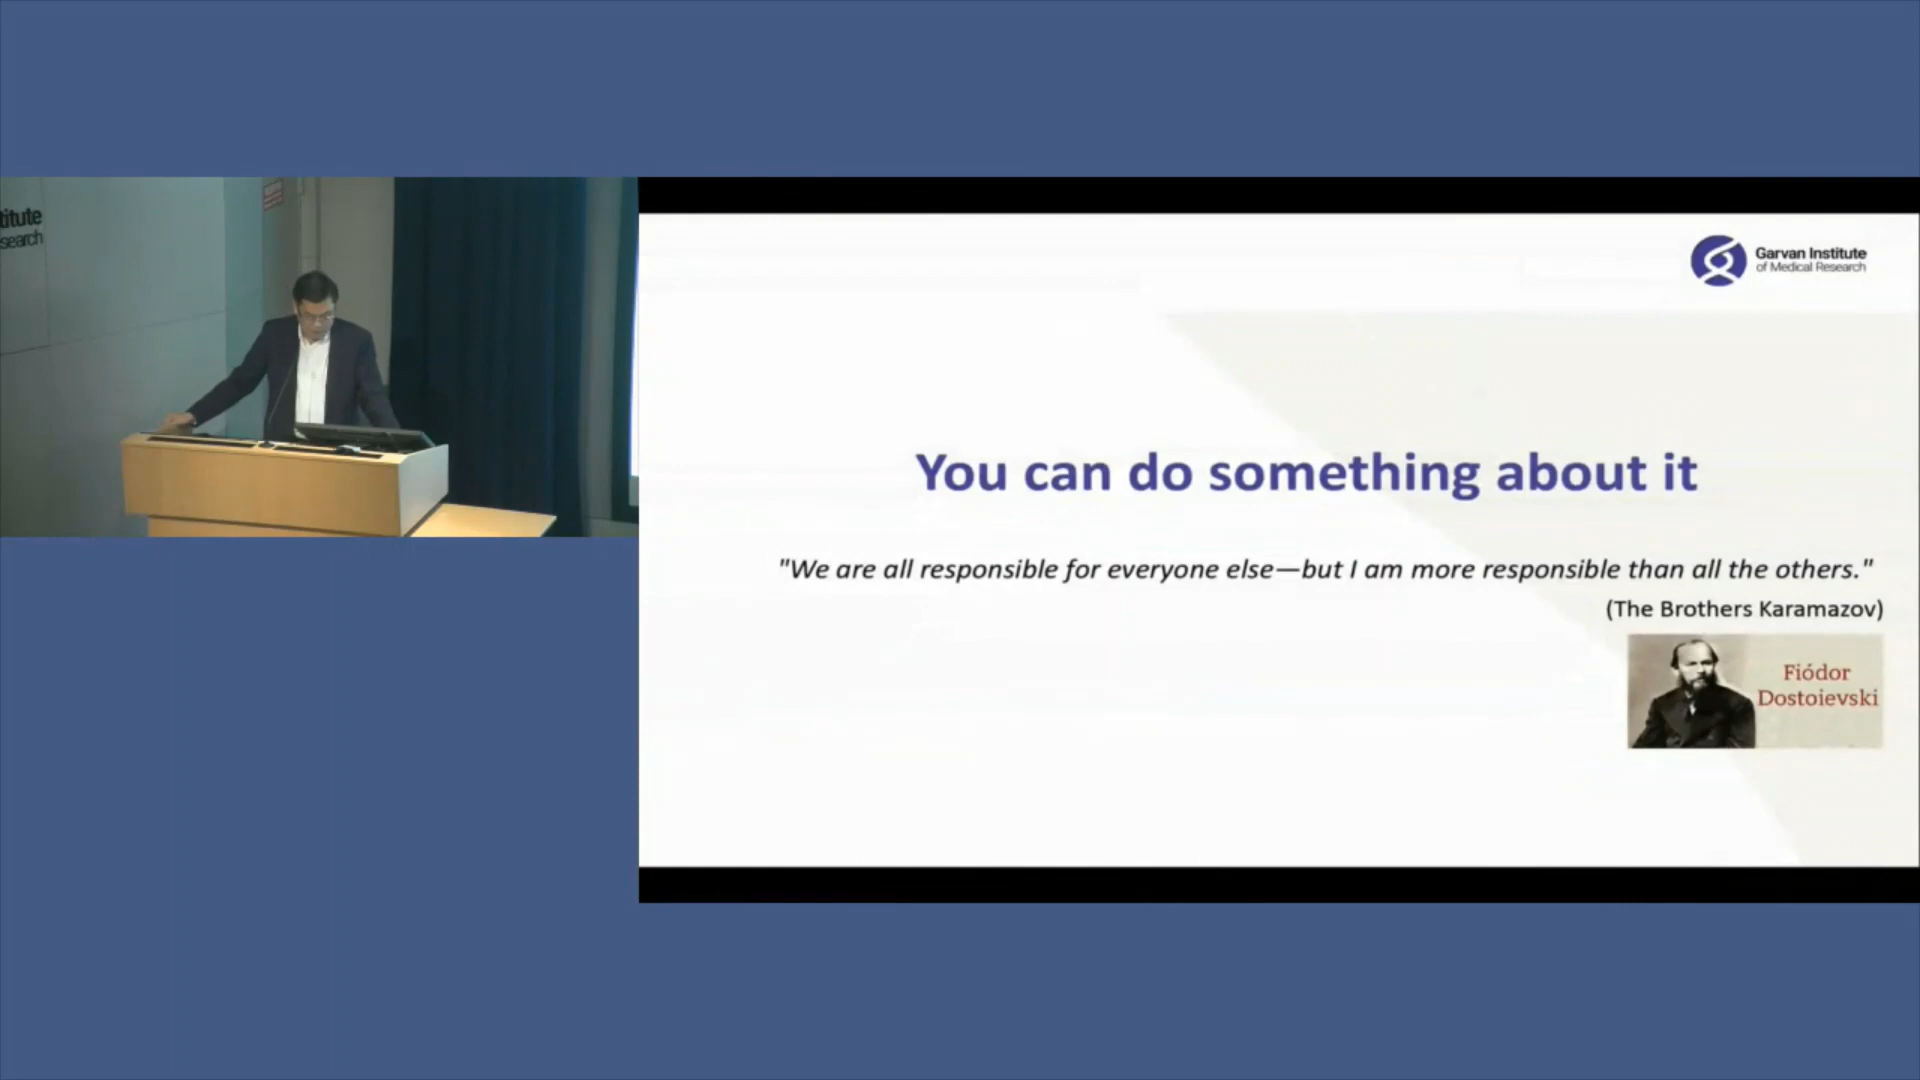 titute
search
Garvan Institute
of Medical Research
You can do something about it
"We are all responsible for everyone else—but I am more responsible than all the others."
(The Brothers Karamazov)
Fiódor
Dostoievski